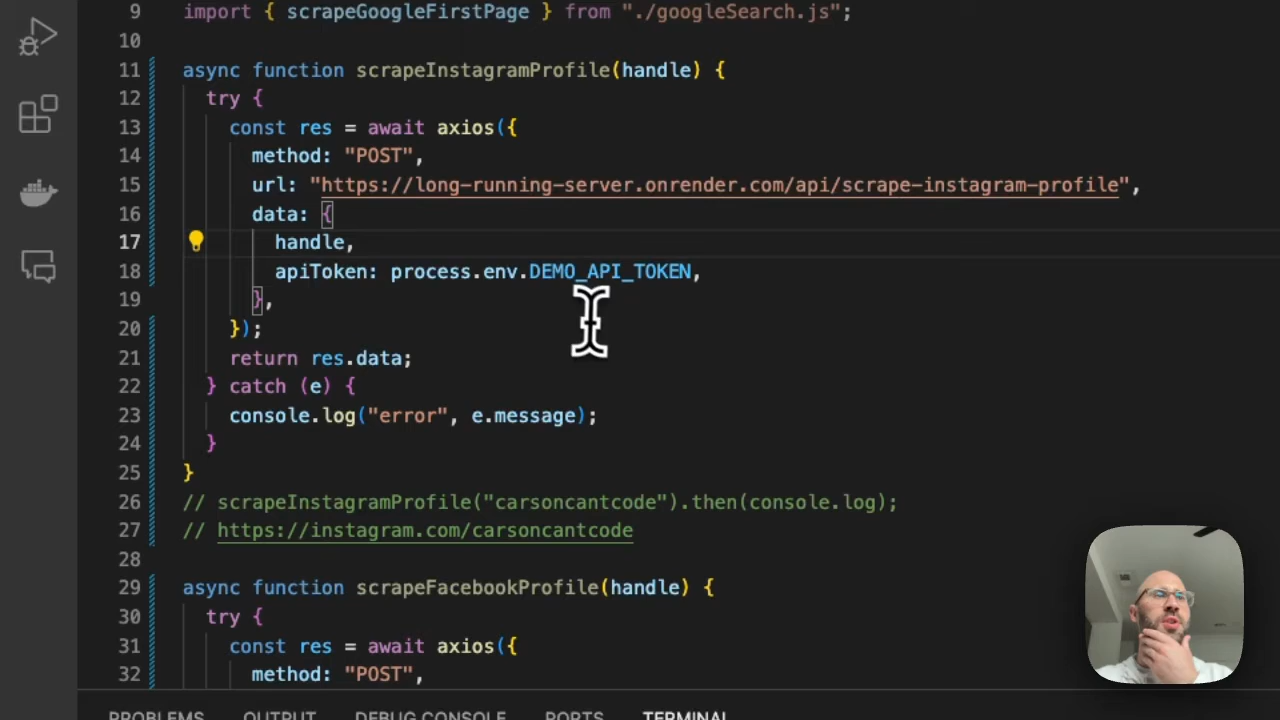 9 import { scrapeGoogleFirstPage } from "./googleSearch.js";
10
11 async function scrapeInstagramProfile(handle) {
12 try {
13 const res = await axios({
14 method: "POST",
15 url: "https://long-running-server.onrender.com/api/scrape-instagram-profile",
16 data: {
17 handle,
18 apiToken: process.env.DEMO_API_TOKEN,
19 },
20 });
21 return res.data;
22 } catch (e) {
23 console.log("error", e.message);
24 }
25 }
26 // scrapeInstagramProfile("carsoncantcode").then(console.log);
27 // https://instagram.com/carsoncantcode
28
29 async function scrapeFacebookProfile(handle) {
30 try {
31 const res = await axios({
32 method: "POST",
PROBLEMS OUTPUT DEBUG CONSOLE PORTS TERMINAL